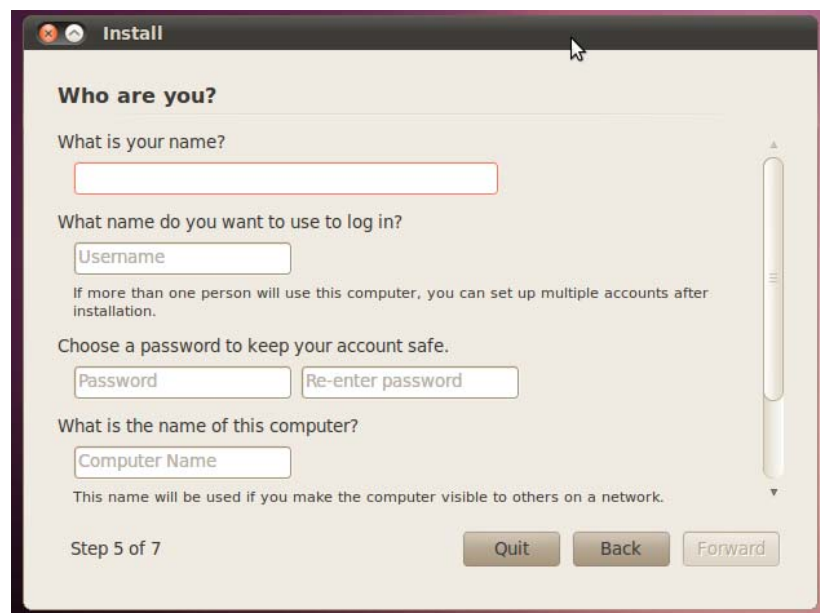 Install
Who are you?
What is your name?
What name do you want to use to log in?
Username
If more than one person will use this computer, you can set up multiple accounts after
installation.
Choose a password to keep your account safe.
Password Re-enter password
What is the name of this computer?
Computer Name
This name will be used if you make the computer visible to others on a network.
Step 5 of 7 Quit Back Forward